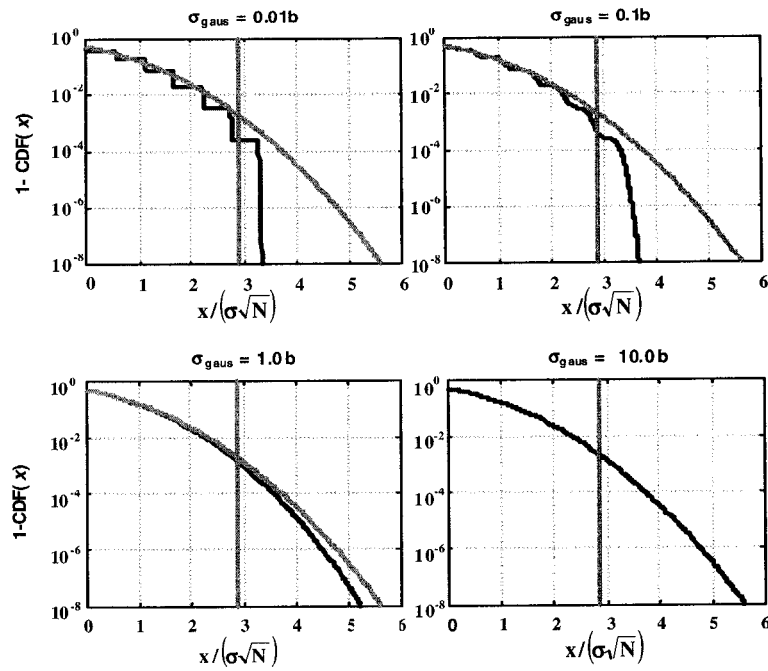 σgaus = 0.01b
σgaus = 0.1b
10^0
10^-2
10^-4
10^-6
10^-8
1- CDF(x)
0 1 2 3 4 5 6
x/(σ√N)
10^0
10^-2
10^-4
10^-6
10^-8
0 1 2 3 4 5 6
x/(σ√N)
σgaus = 1.0b
σgaus = 10.0b
10^0
10^-2
10^-4
10^-6
10^-8
1-CDF(x)
0 1 2 3 4 5 6
x/(σ√N)
10^0
10^-2
10^-4
10^-6
10^-8
0 1 2 3 4 5 6
x/(σ√N)